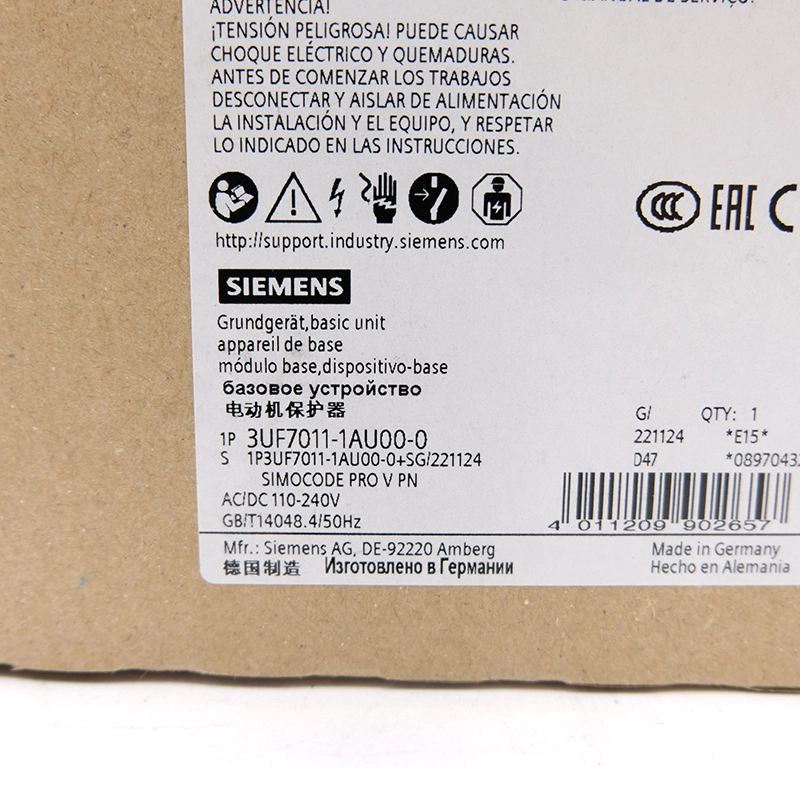 ADVERTENCIA!
¡TENSIÓN PELIGROSA! PUEDE CAUSAR
CHOQUE ELÉCTRICO Y QUEMADURAS.
ANTES DE COMENZAR LOS TRABAJOS
DESCONECTAR Y AISLAR DE ALIMENTACIÓN
LA INSTALACIÓN Y EL EQUIPO, Y RESPETAR
LO INDICADO EN LAS INSTRUCCIONES.
CCC EAC
http://support.industry.siemens.com
SIEMENS
Grundgerät,basic unit
appareil de base
módulo base,dispositivo-base
базовое устройство
电动机保护器
G/ QTY: 1
1P 3UF7011-1AU00-0
221124 *E15*
S 1P3UF7011-1AU00-0+SG/221124
D47 *0897043
SIMOCODE PRO V PN
AC/DC 110-240V
GB/T14048.4/50Hz
4 011209 902657
Mfr.: Siemens AG, DE-92220 Amberg
Made in Germany
德国制造 Изготовлено в Германии
Hecho en Alemania